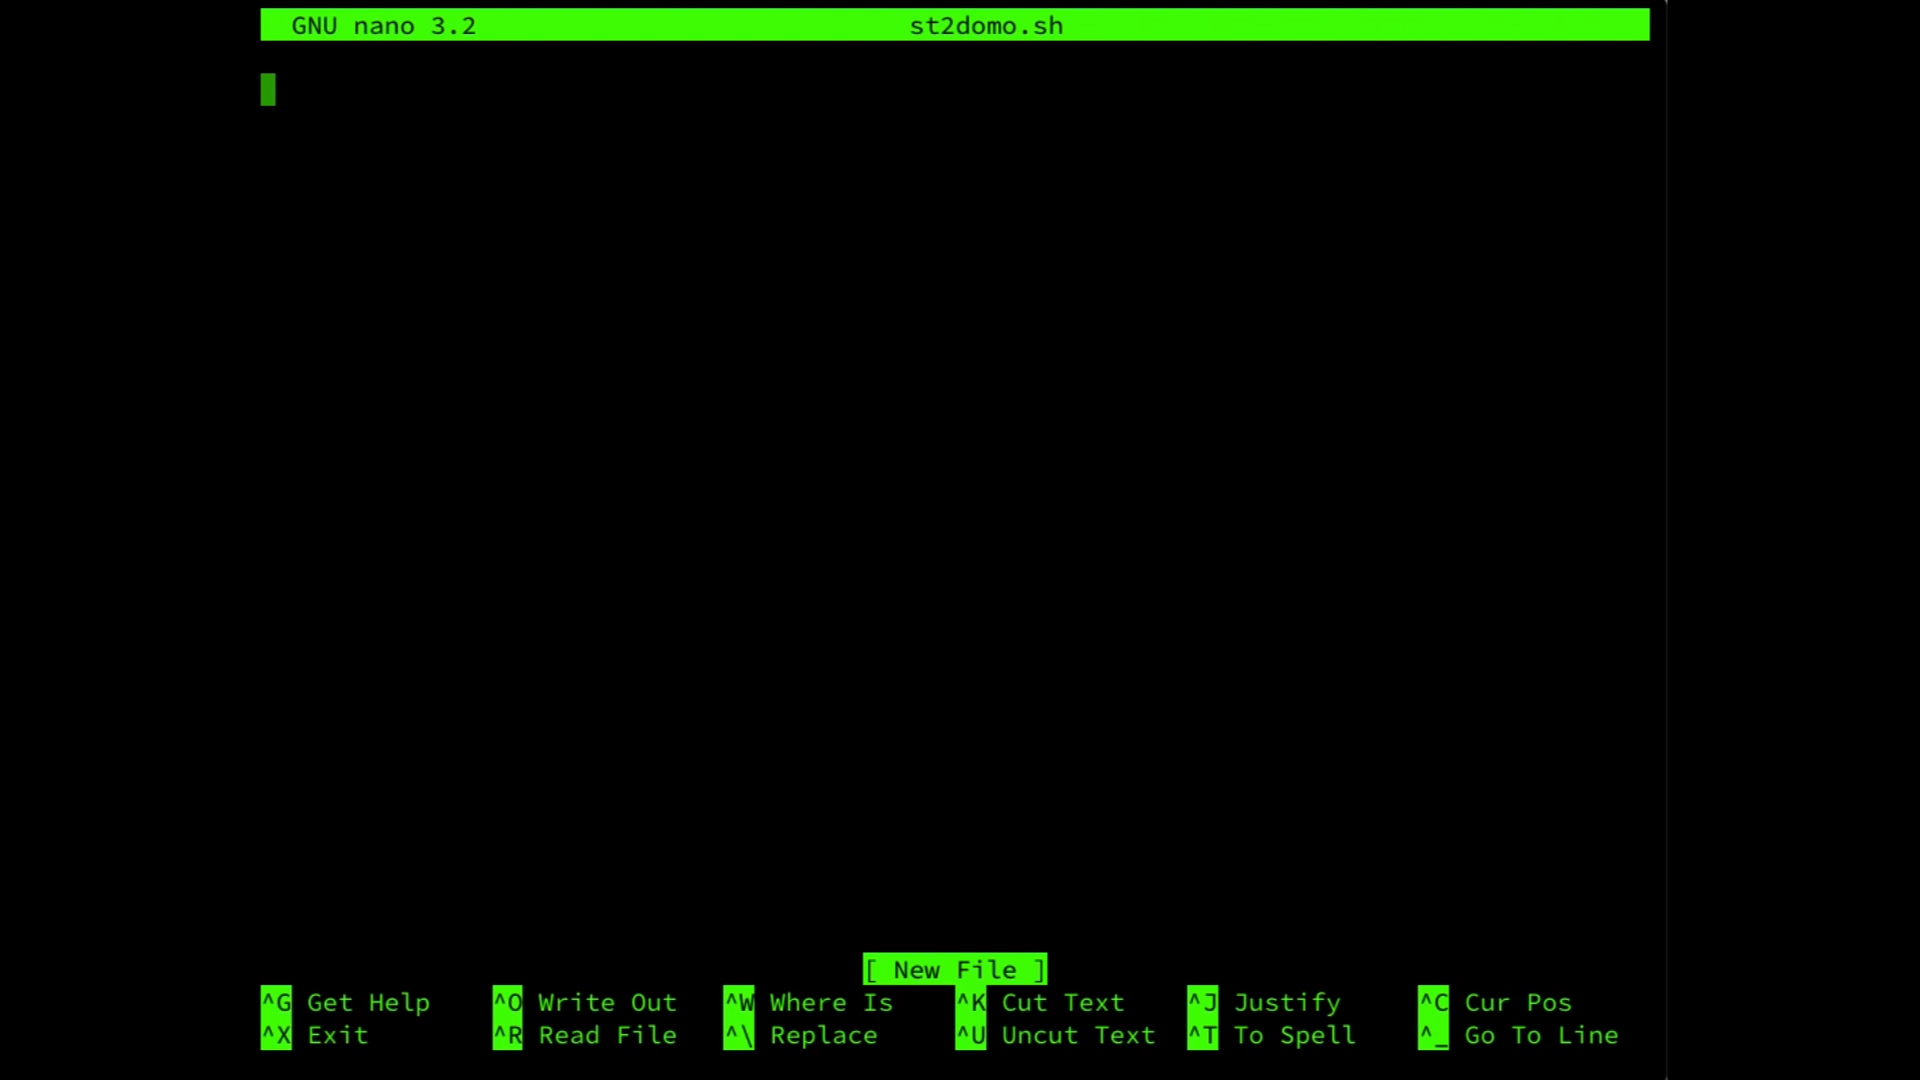 GNU nano 3.2 st2domo.sh
[ New File ]
^G Get Help ^O Write Out ^W Where Is ^K Cut Text ^J Justify ^C Cur Pos
^X Exit ^R Read File ^\ Replace ^U Uncut Text ^T To Spell ^_ Go To Line